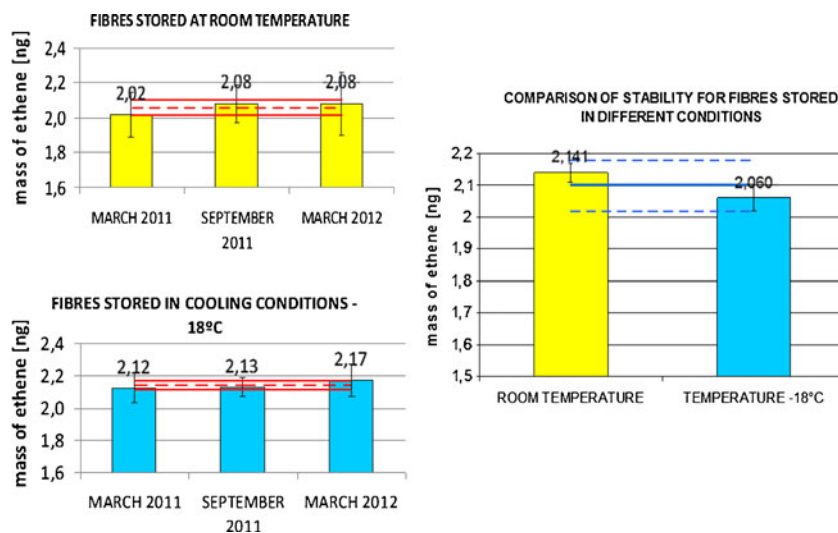 FIBRES STORED AT ROOM TEMPERATURE
mass of ethene [ng]
2,4
2,2
2,0
1,8
1,6
2,02
2,08
2,08
MARCH 2011
SEPTEMBER
2011
MARCH 2012
FIBRES STORED IN COOLING CONDITIONS -
18ºC
mass of ethene [ng]
2,4
2,2
2,0
1,8
1,6
2,12
2,13
2,17
MARCH 2011
SEPTEMBER
2011
MARCH 2012
COMPARISON OF STABILITY FOR FIBRES STORED
IN DIFFERENT CONDITIONS
mass of ethene [ng]
2,2
2,1
2
1,9
1,8
1,7
1,6
1,5
2,141
2,060
ROOM TEMPERATURE
TEMPERATURE -18°C